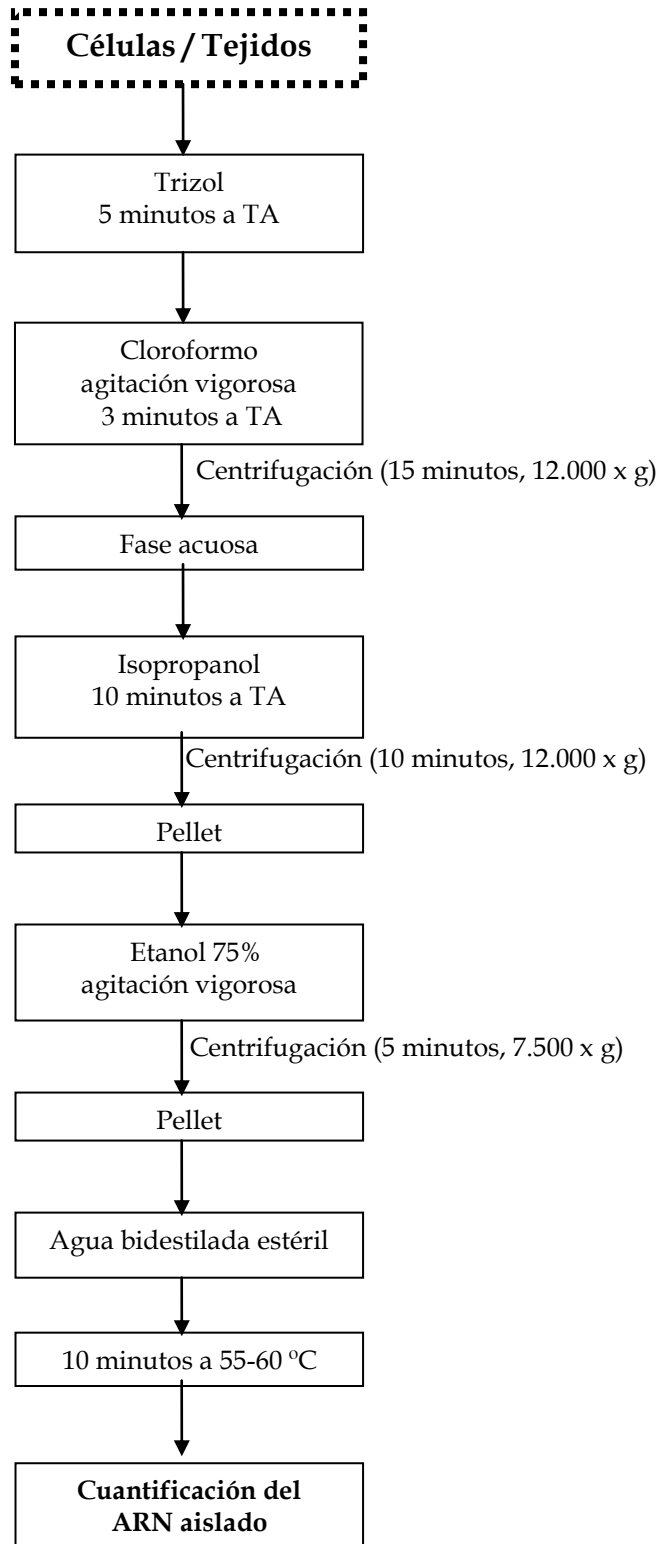 Células / Tejidos
Trizol
5 minutos a TA
Cloroformo
agitación vigorosa
3 minutos a TA
Centrifugación (15 minutos, 12.000 x g)
Fase acuosa
Isopropanol
10 minutos a TA
Centrifugación (10 minutos, 12.000 x g)
Pellet
Etanol 75%
agitación vigorosa
Centrifugación (5 minutos, 7.500 x g)
Pellet
Agua bidestilada estéril
10 minutos a 55-60 ºC
Cuantificación del
ARN aislado